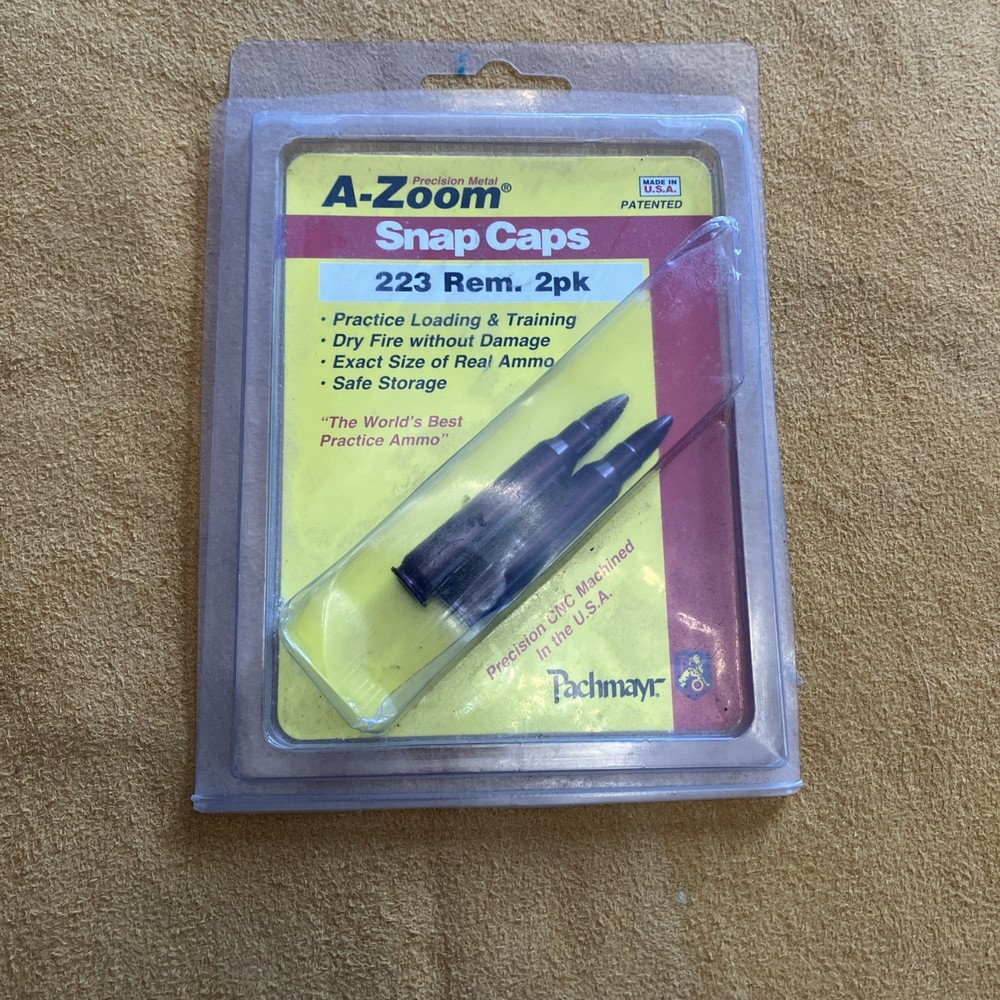 Precision Metal
A-Zoom®
MADE IN
U.S.A.
PATENTED
Snap Caps
223 Rem. 2pk
· Practice Loading & Training
· Dry Fire without Damage
· Exact Size of Real Ammo
· Safe Storage
“The World's Best
Practice Ammo”
Precision CNC Machined
In the U.S.A.
Pachmayr